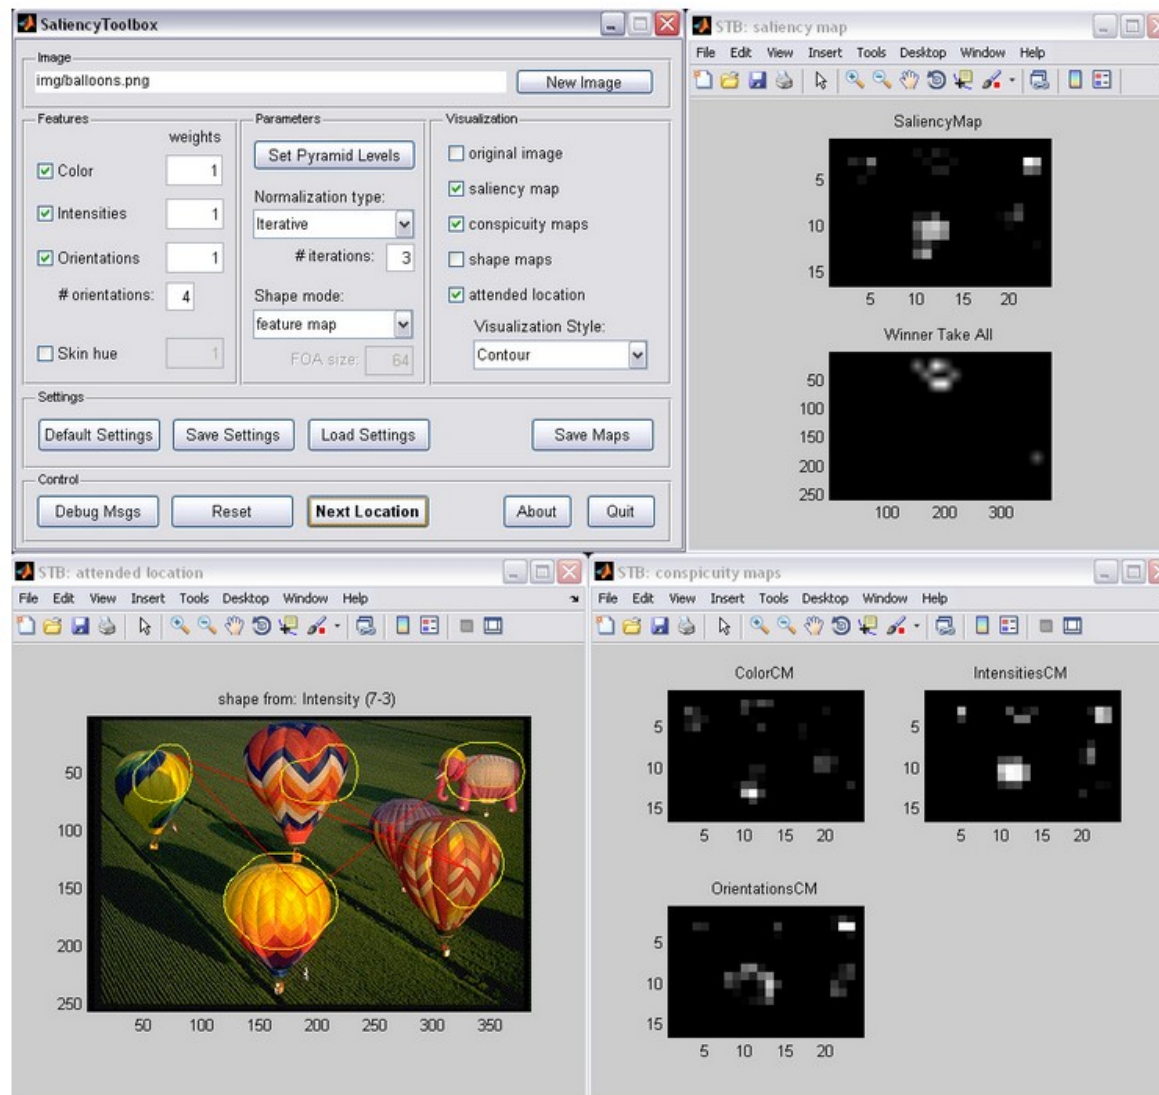 SaliencyToolbox
Image
img/balloons.png
New Image
Features
weights
Color 1
Intensities 1
Orientations 1
# orientations: 4
Skin hue 1
Parameters
Set Pyramid Levels
Normalization type:
Iterative
# iterations: 3
Shape mode:
feature map
FOA size: 64
Visualization
original image
saliency map
conspicuity maps
shape maps
attended location
Visualization Style:
Contour
Settings
Default Settings Save Settings Load Settings Save Maps
Control
Debug Msgs Reset Next Location About Quit
STB: saliency map
File Edit View Insert Tools Desktop Window Help
SaliencyMap
5
10
15
5 10 15 20
Winner Take All
50
100
150
200
250
100 200 300
STB: attended location
File Edit View Insert Tools Desktop Window Help
shape from: Intensity (7-3)
50
100
150
200
250
50 100 150 200 250 300 350
STB: conspicuity maps
File Edit View Insert Tools Desktop Window Help
ColorCM
5
10
15
5 10 15 20
IntensitiesCM
5
10
15
5 10 15 20
OrientationsCM
5
10
15
5 10 15 20